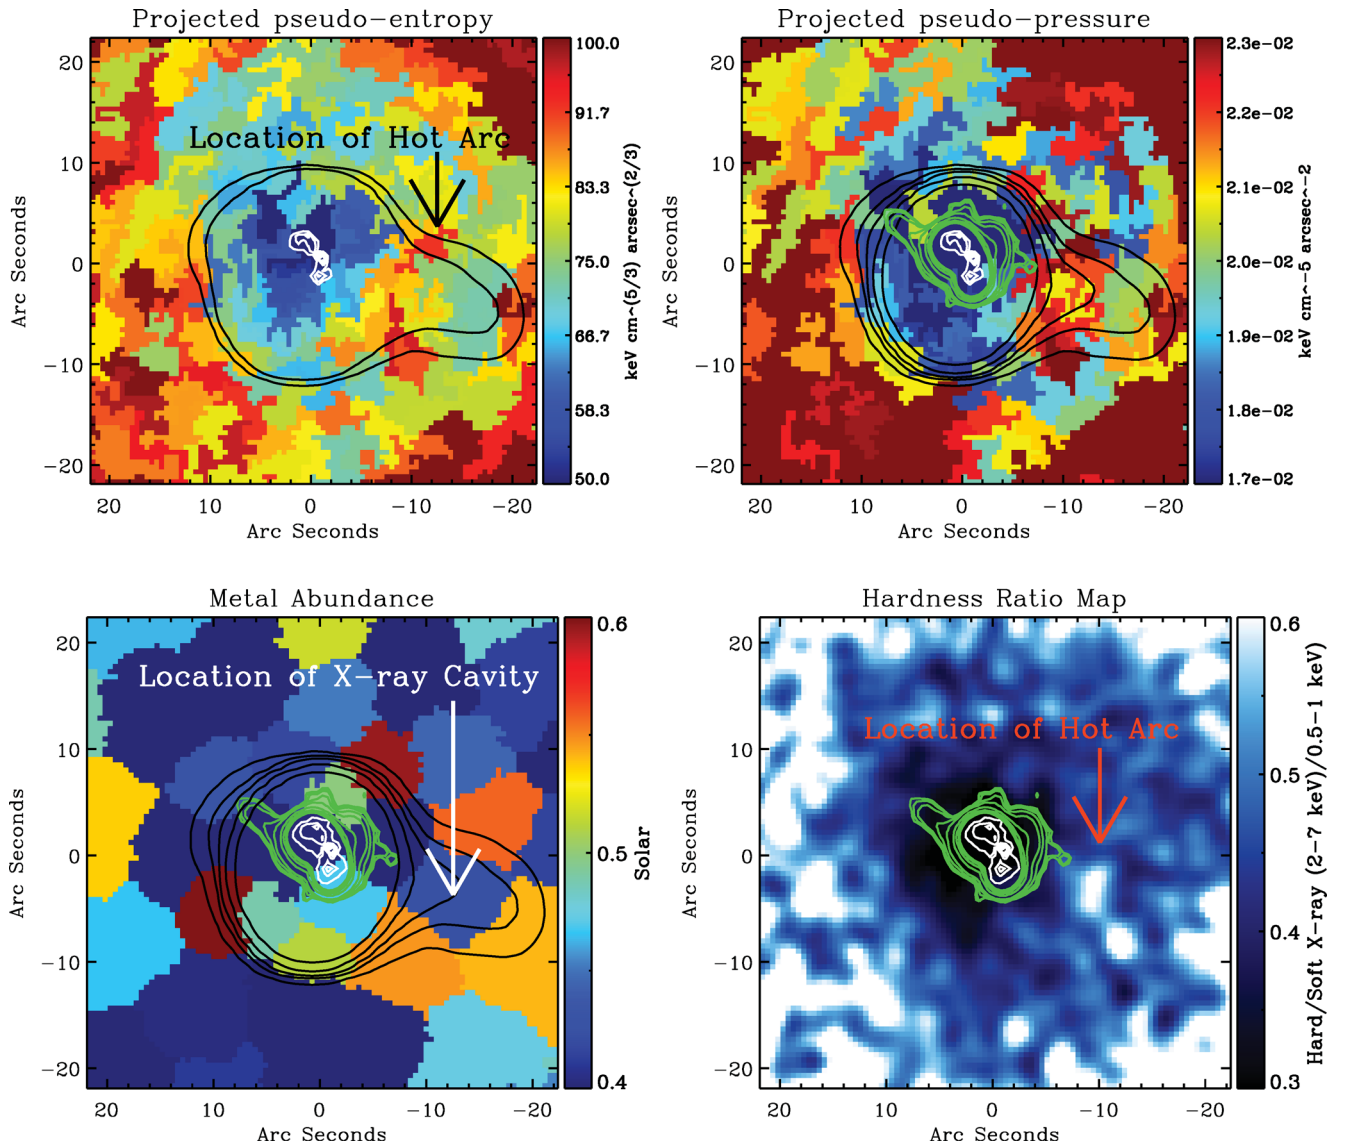 Projected pseudo-entropy
Location of Hot Arc
20
10
0
-10
-20
Arc Seconds
20 10 0 -10 -20
Arc Seconds
100.0
91.7
83.3
75.0
66.7
58.3
50.0
keV cm^(5/3) arcsec^(2/3)
Projected pseudo-pressure
20
10
0
-10
-20
Arc Seconds
20 10 0 -10 -20
Arc Seconds
2.3e-02
2.2e-02
2.1e-02
2.0e-02
1.9e-02
1.8e-02
1.7e-02
keV cm^-5 arcsec^-2
Metal Abundance
Location of X-ray Cavity
20
10
0
-10
-20
Arc Seconds
20 10 0 -10 -20
Arc Seconds
0.6
0.5
0.4
Solar
Hardness Ratio Map
Location of Hot Arc
20
10
0
-10
-20
Arc Seconds
20 10 0 -10 -20
Arc Seconds
0.6
0.5
0.4
0.3
Hard/Soft X-ray (2-7 keV)/0.5-1 keV)